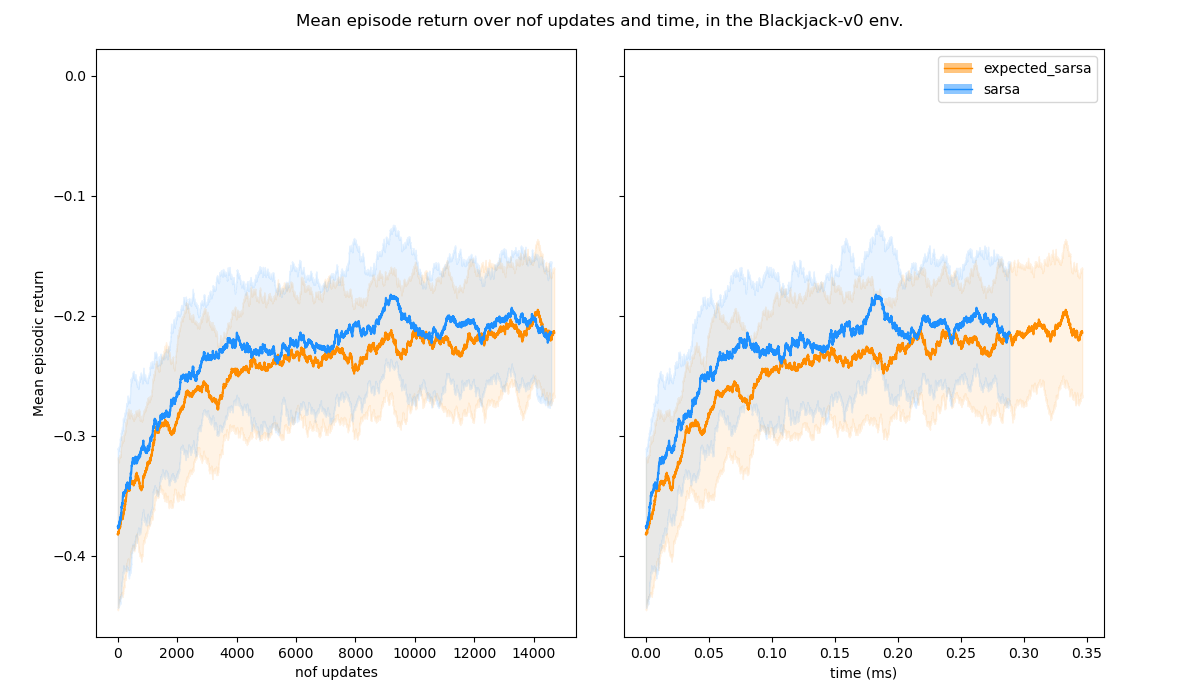 Mean episode return over nof updates and time, in the Blackjack-v0 env.
expected_sarsa
sarsa
0.0
−0.1
−0.2
−0.3
−0.4
Mean episodic return
0 2000 4000 6000 8000 10000 12000 14000
nof updates
0.00 0.05 0.10 0.15 0.20 0.25 0.30 0.35
time (ms)